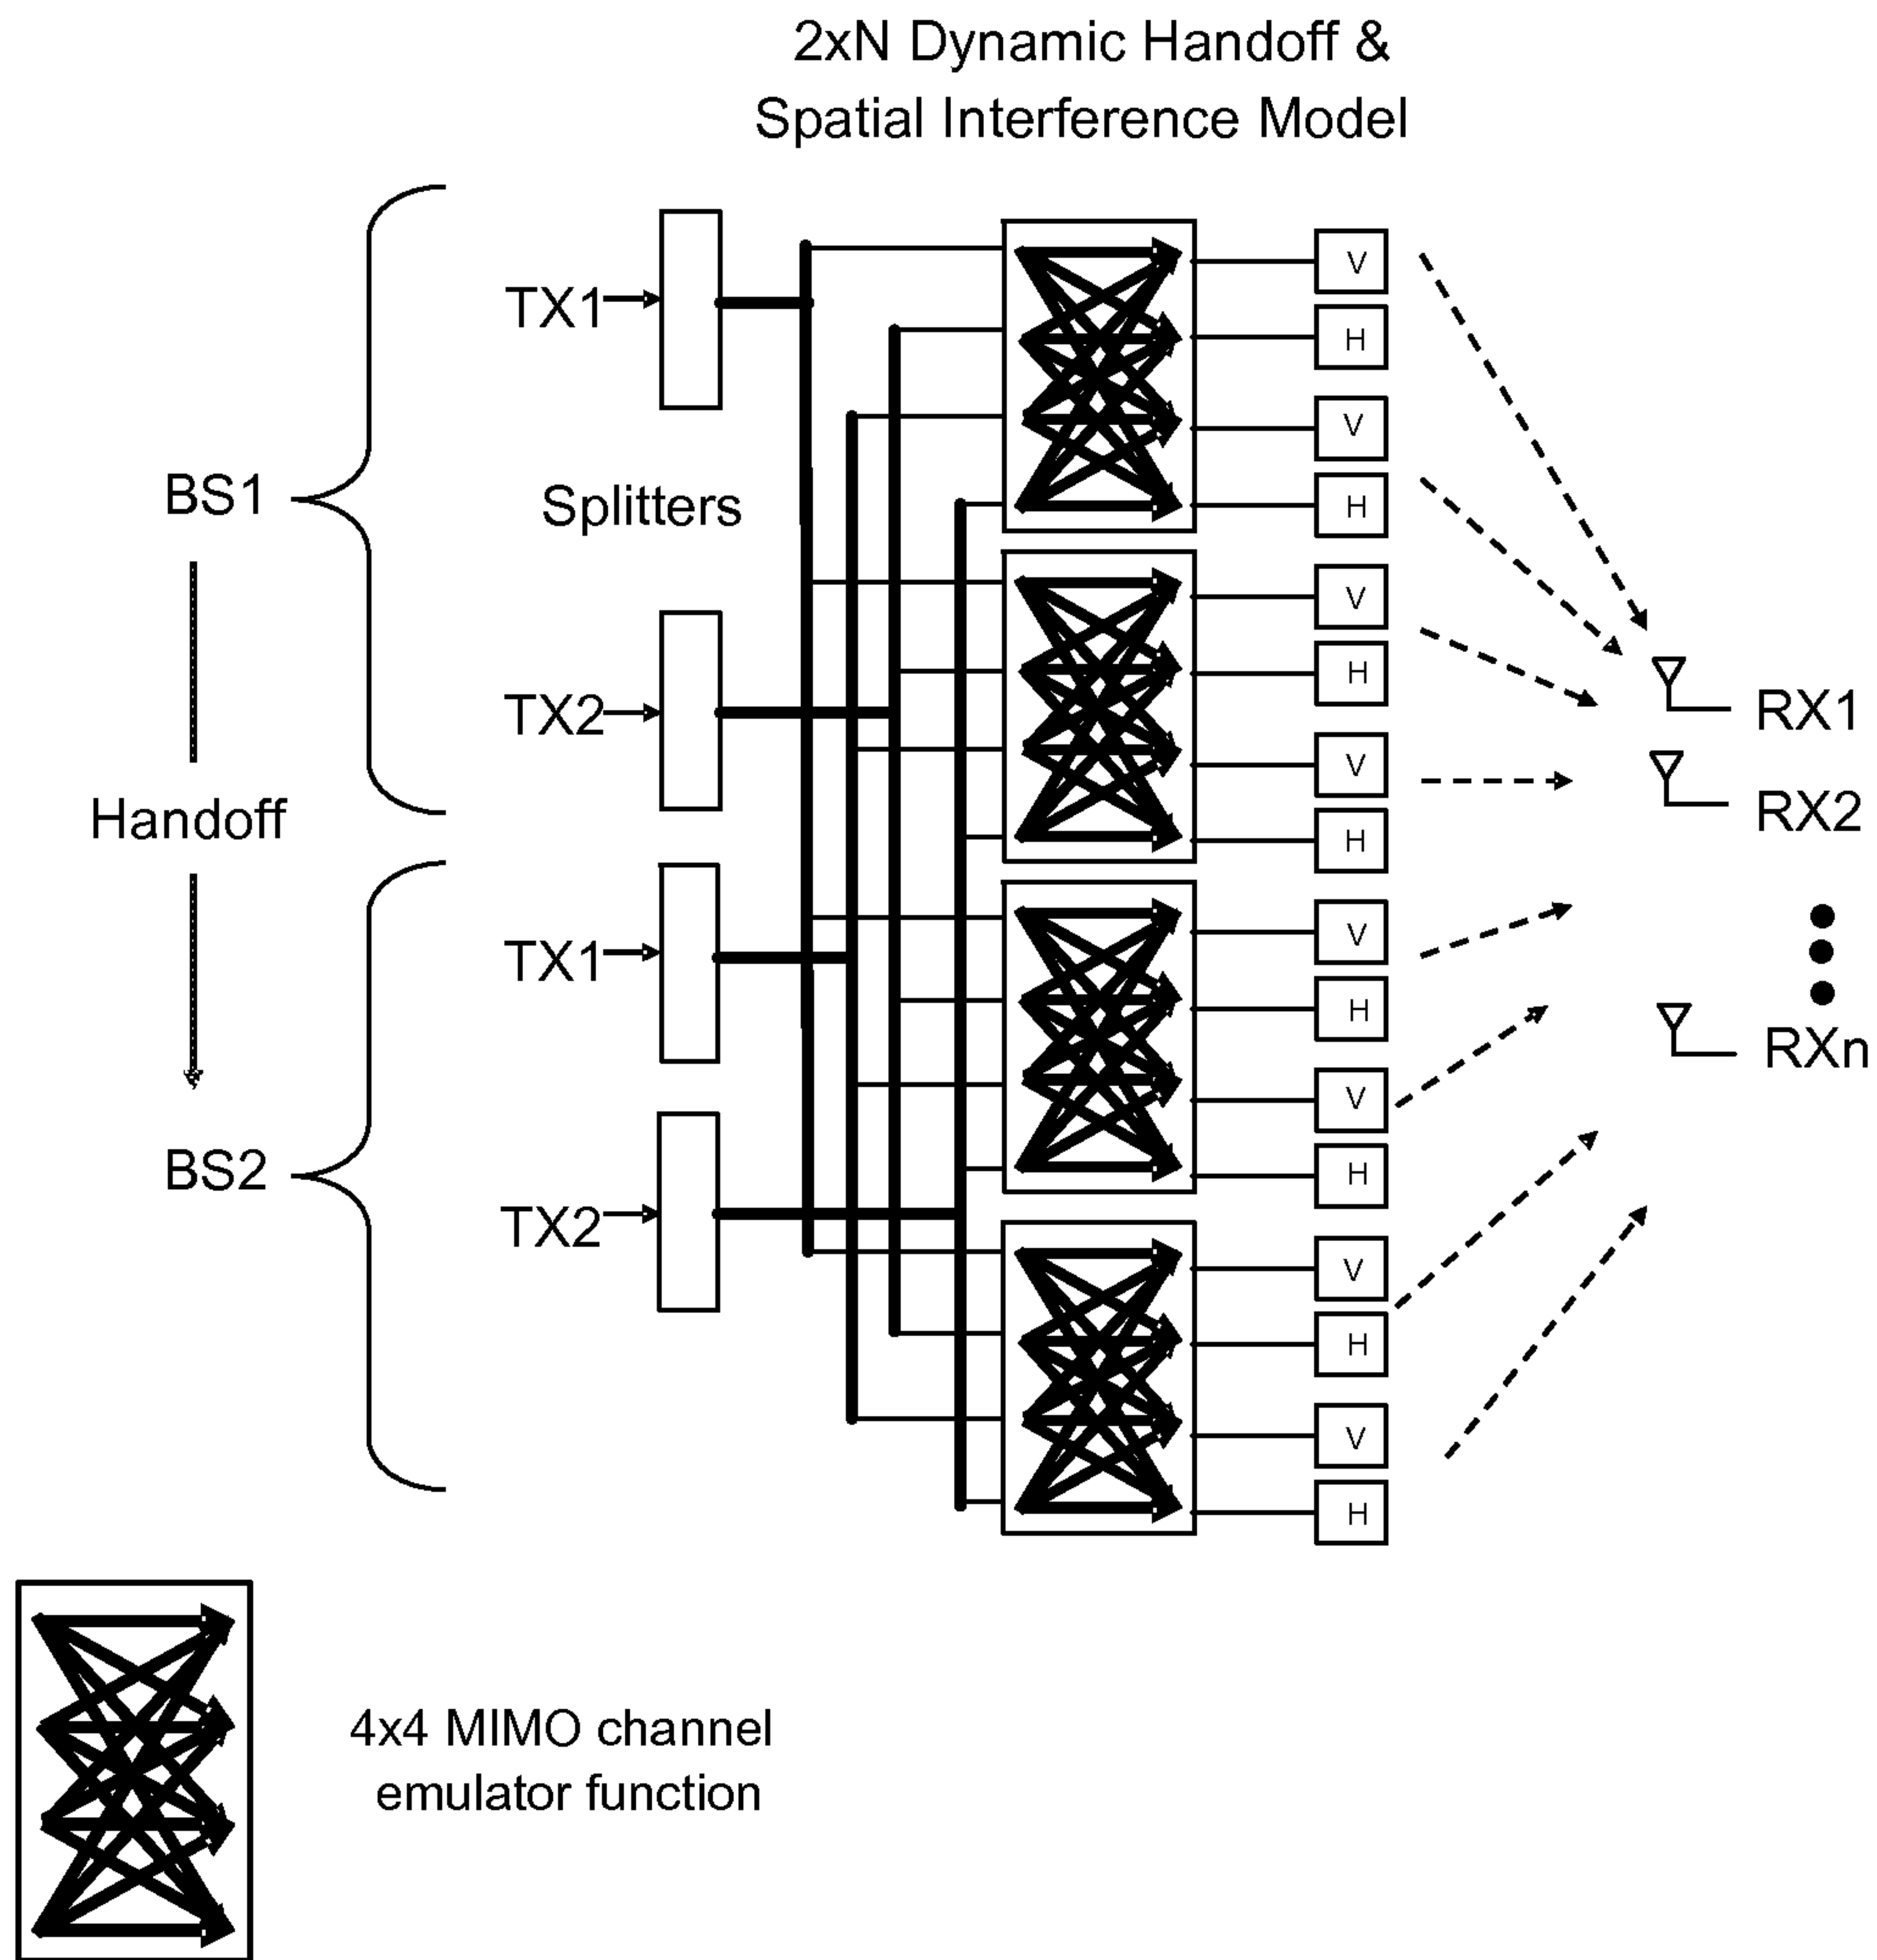 2xN Dynamic Handoff &
Spatial Interference Model
BS1
Handoff
BS2
TX1
Splitters
TX2
TX1
TX2
V
H
V
H
V
H
V
H
V
H
V
H
V
H
V
H
RX1
RX2
RXn
4x4 MIMO channel
emulator function